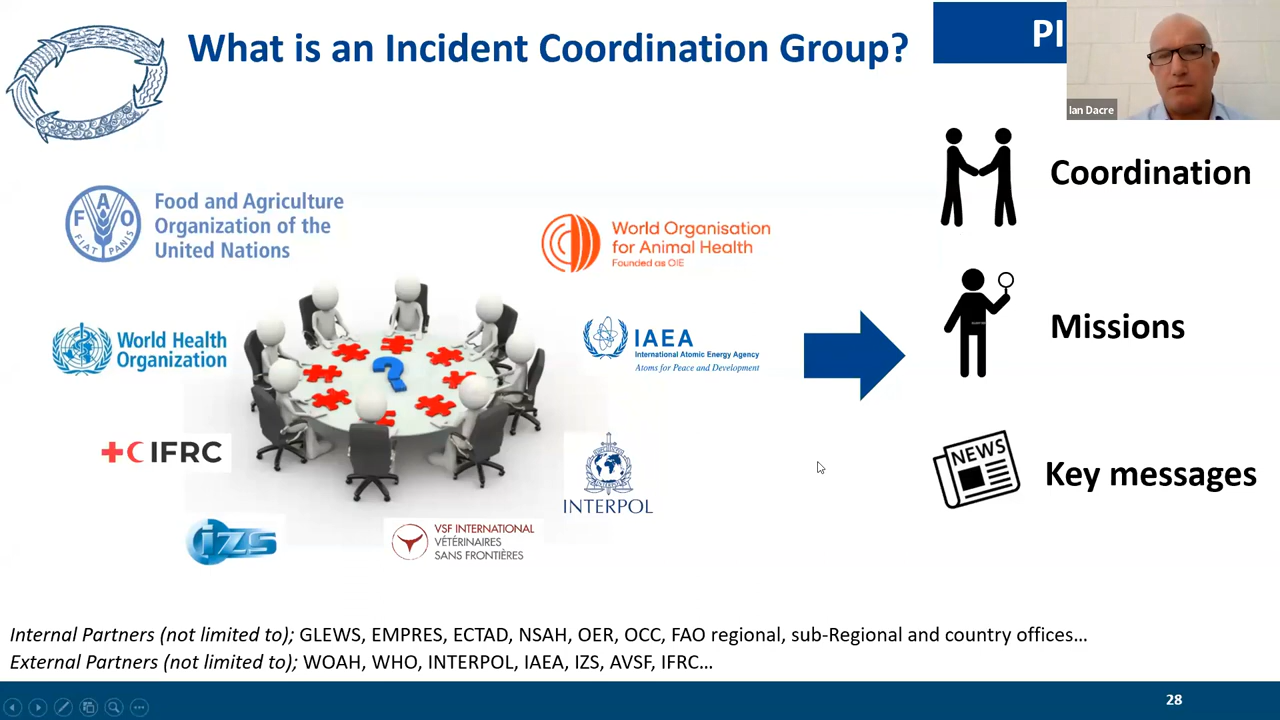 What is an Incident Coordination Group?
PI
Ian Dacre
Coordination
FAO
FIAT PANIS
Food and Agriculture
Organization of the
United Nations
World Organisation
for Animal Health
Founded as OIE
World Health
Organization
IAEA
International Atomic Energy Agency
Atoms for Peace and Development
Missions
?
IFRC
INTERPOL
NEWS
Key messages
izs
VSF INTERNATIONAL
VÉTÉRINAIRES
SANS FRONTIÈRES
Internal Partners (not limited to); GLEWS, EMPRES, ECTAD, NSAH, OER, OCC, FAO regional, sub-Regional and country offices...
External Partners (not limited to); WOAH, WHO, INTERPOL, IAEA, IZS, AVSF, IFRC...
28